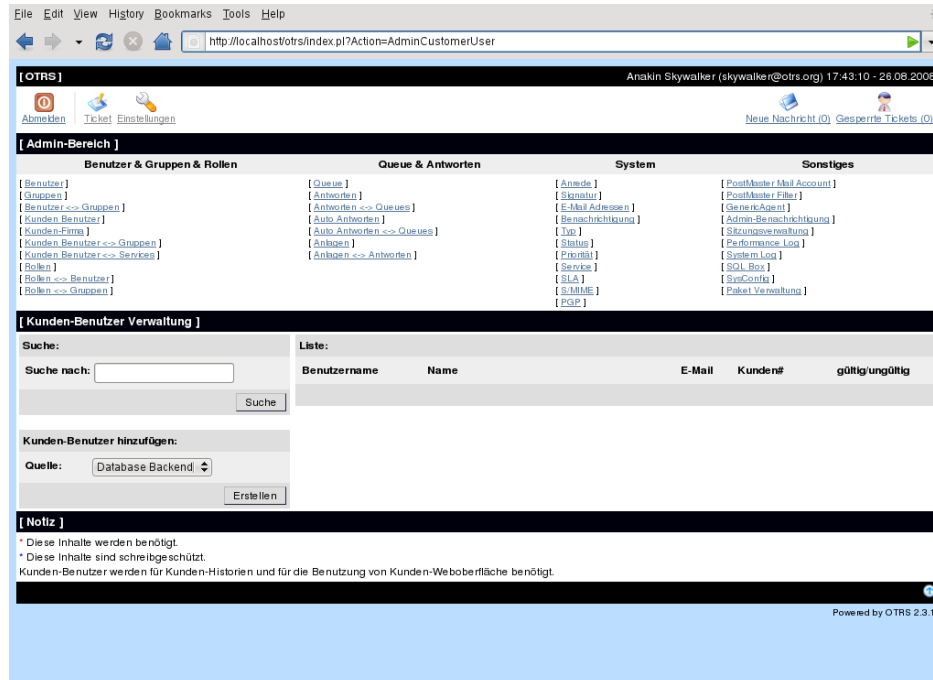 File Edit View History Bookmarks Tools Help
http://localhost/otrs/index.pl?Action=AdminCustomerUser
[ OTRS ] Anakin Skywalker (skywalker@otrs.org) 17:43:10 - 26.08.2008
Abmelden Ticket Einstellungen Neue Nachricht (0) Gesperrte Tickets (0)
[ Admin-Bereich ]
Benutzer & Gruppen & Rollen Queue & Antworten System Sonstiges
[ Benutzer ] [ Queue ] [ Anrede ] [ PostMaster Mail Account ]
[ Gruppen ] [ Antworten ] [ Signatur ] [ PostMaster Filter ]
[ Benutzer <-> Gruppen ] [ Antworten <-> Queues ] [ E-Mail Adressen ] [ GenericAgent ]
[ Kunden Benutzer ] [ Auto Antworten ] [ Benachrichtigung ] [ Admin-Benachrichtigung ]
[ Kunden-Firma ] [ Auto Antworten <-> Queues ] [ Typ ] [ Sitzungsverwaltung ]
[ Kunden Benutzer <-> Gruppen ] [ Anlagen ] [ Status ] [ Performance Log ]
[ Kunden Benutzer <-> Services ] [ Anlagen <-> Antworten ] [ Priorität ] [ System Log ]
[ Rollen ] [ Service ] [ SQL Box ]
[ Rollen <-> Benutzer ] [ SLA ] [ SysConfig ]
[ Rollen <-> Gruppen ] [ S/MIME ] [ Paket Verwaltung ]
[ PGP ]
[ Kunden-Benutzer Verwaltung ]
Suche: Liste:
Suche nach: Benutzername Name E-Mail Kunden# gültig/ungültig
Suche
Kunden-Benutzer hinzufügen:
Quelle: Database Backend
Erstellen
[ Notiz ]
* Diese Inhalte werden benötigt.
* Diese Inhalte sind schreibgeschützt.
Kunden-Benutzer werden für Kunden-Historien und für die Benutzung von Kunden-Weboberfläche benötigt.
Powered by OTRS 2.3.1